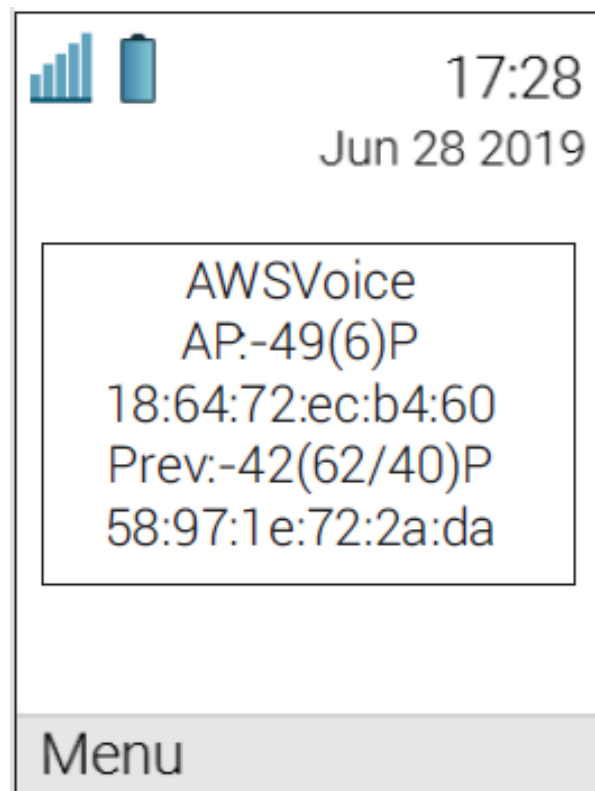 17:28
Jun 28 2019
AWSVoice
AP:-49(6)P
18:64:72:ec:b4:60
Prev:-42(62/40)P
58:97:1e:72:2a:da
Menu